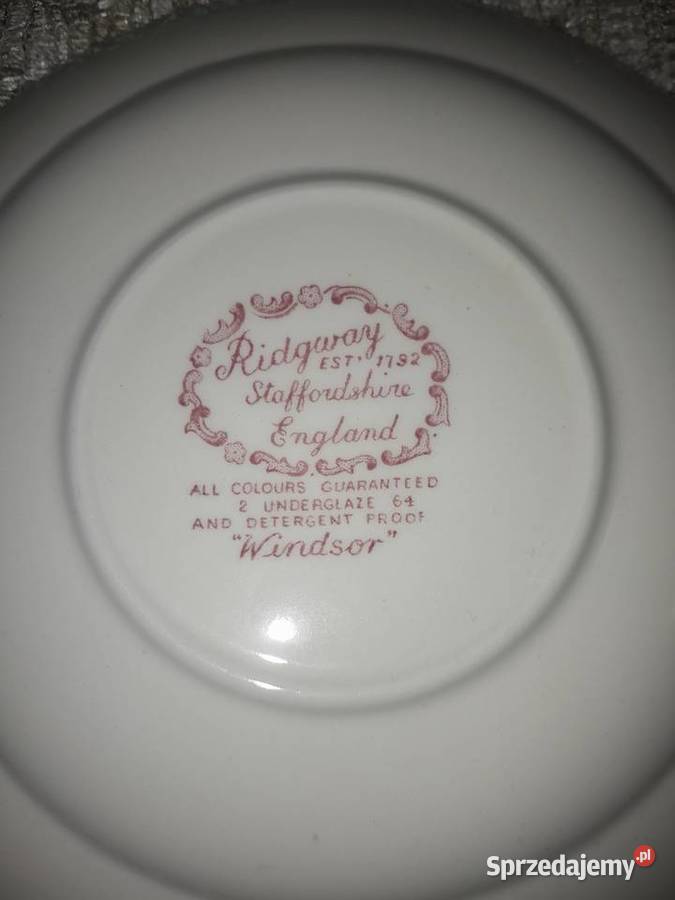 Ridgway
EST. 1792
Staffordshire
England
ALL COLOURS GUARANTEED
2 UNDERGLAZE 64
AND DETERGENT PROOF
"Windsor"
Sprzedajemy.pl